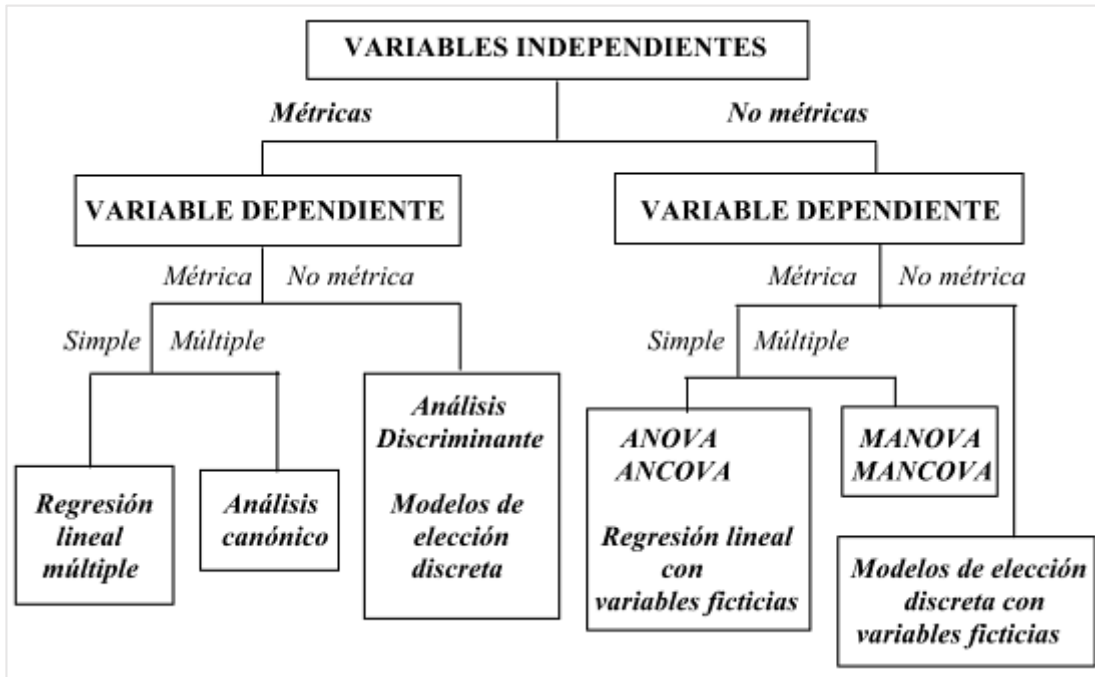 VARIABLES INDEPENDIENTES
Métricas
No métricas
VARIABLE DEPENDIENTE
VARIABLE DEPENDIENTE
Métrica
No métrica
Métrica
No métrica
Simple
Múltiple
Simple
Múltiple
Regresión
lineal
múltiple
Análisis
canónico
Análisis
Discriminante
Modelos de
elección
discreta
ANOVA
ANCOVA
Regresión lineal
con
variables ficticias
MANOVA
MANCOVA
Modelos de elección
discreta con
variables ficticias